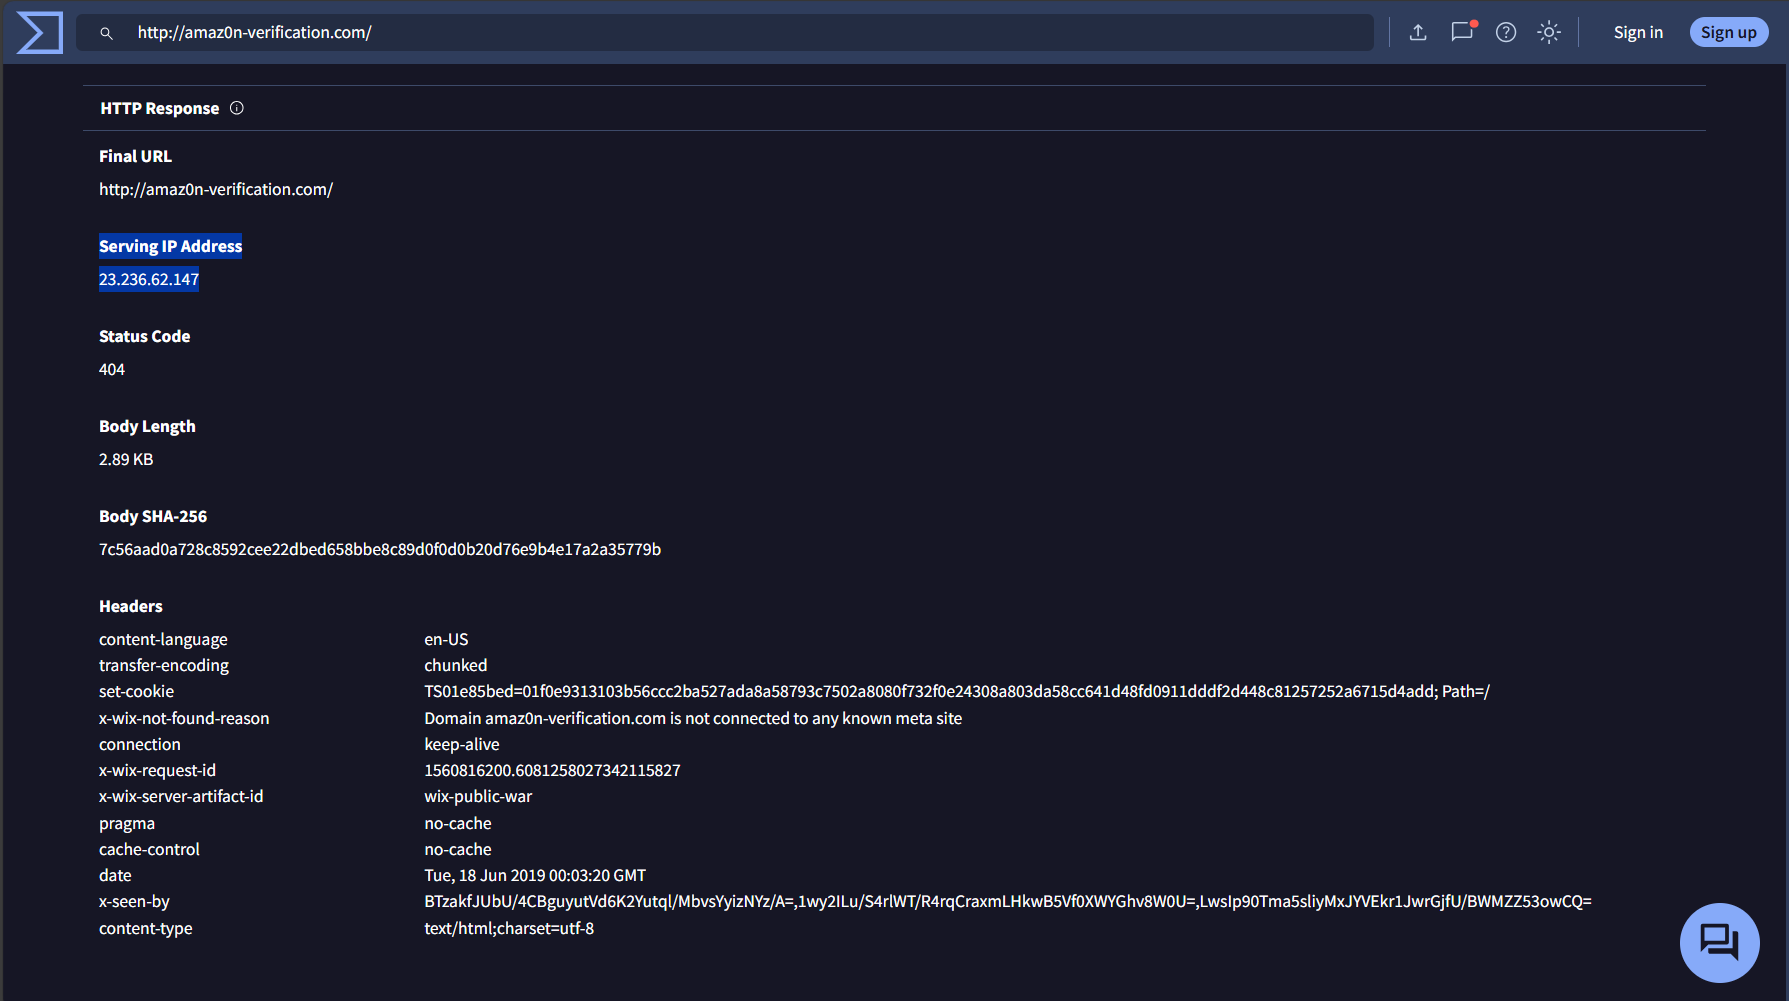 http://amaz0n-verification.com/
Sign in
Sign up
HTTP Response
Final URL
http://amaz0n-verification.com/
Serving IP Address
23.236.62.147
Status Code
404
Body Length
2.89 KB
Body SHA-256
7c56aad0a728c8592cee22dbed658bbe8c89d0f0d0b20d76e9b4e17a2a35779b
Headers
content-language en-US
transfer-encoding chunked
set-cookie TS01e85bed=01f0e9313103b56ccc2ba527ada8a58793c7502a8080f732f0e24308a803da58cc641d48fd0911dddf2d448c81257252a6715d4add; Path=/
x-wix-not-found-reason Domain amaz0n-verification.com is not connected to any known meta site
connection keep-alive
x-wix-request-id 1560816200.6081258027342115827
x-wix-server-artifact-id wix-public-war
pragma no-cache
cache-control no-cache
date Tue, 18 Jun 2019 00:03:20 GMT
x-seen-by BTzakfJUbU/4CBguyutVd6K2Yutql/MbvsYyizNYz/A=,1wy2ILu/S4rlWT/R4rqCraxmLHkwB5Vf0XWYGhv8W0U=,LwsIp90Tma5sliyMxJYVEkr1JwrGjfU/BWMZZ53owCQ=
content-type text/html;charset=utf-8